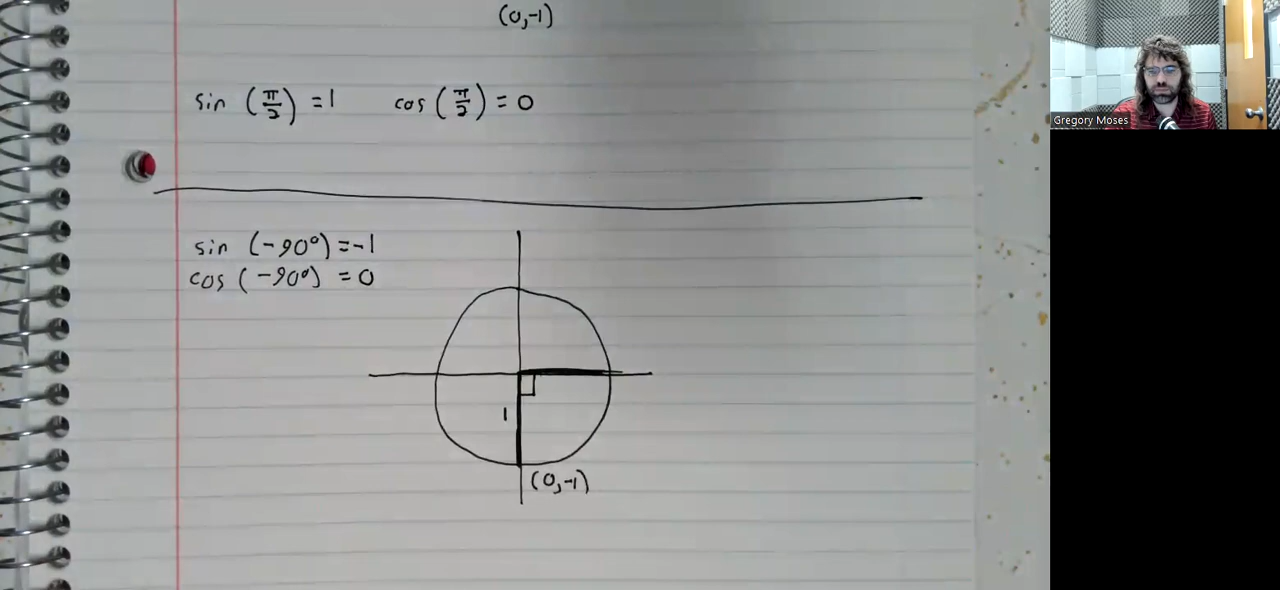 (0,-1)
sin (π/2) = 1 cos (π/2) = 0
Gregory Moses
sin (-90°) = -1
cos (-90°) = 0
1
(0,-1)